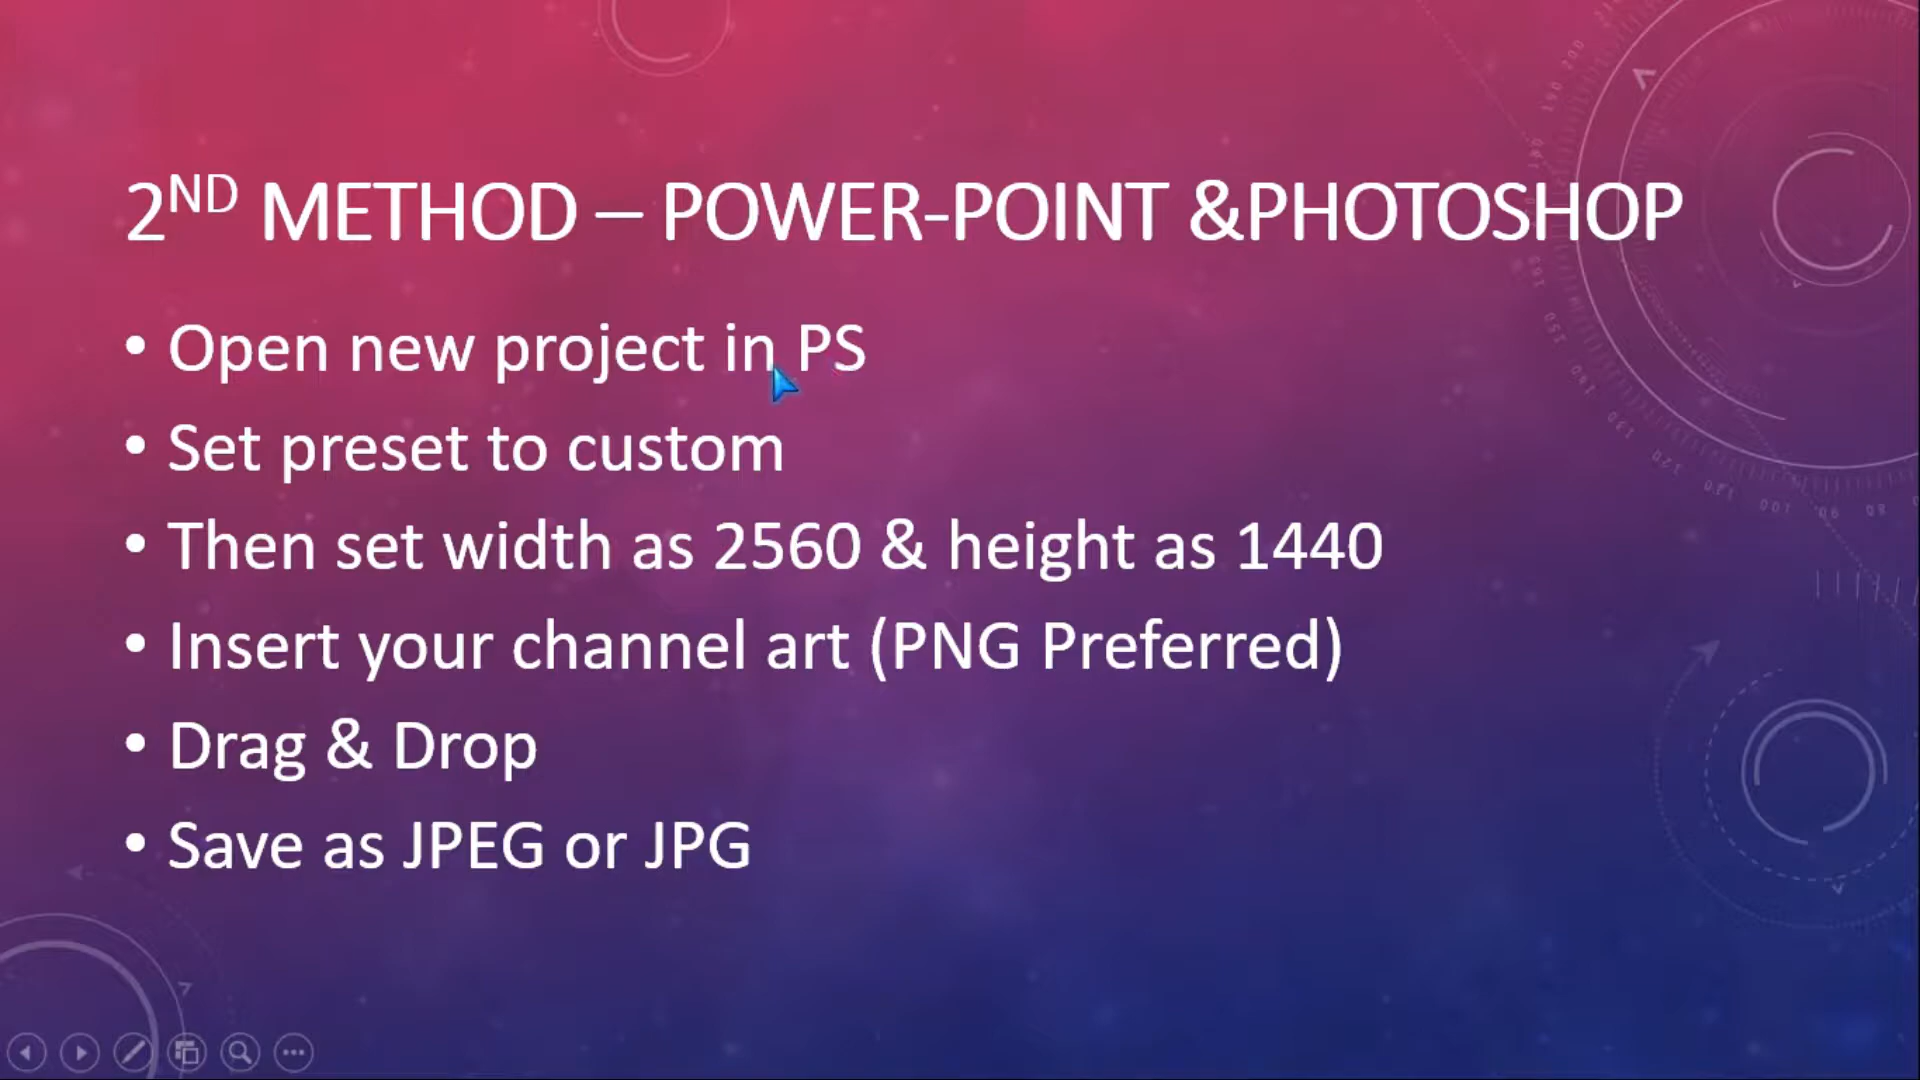 2ND METHOD – POWER-POINT &PHOTOSHOP
• Open new project in PS
• Set preset to custom
• Then set width as 2560 & height as 1440
• Insert your channel art (PNG Preferred)
• Drag & Drop
• Save as JPEG or JPG